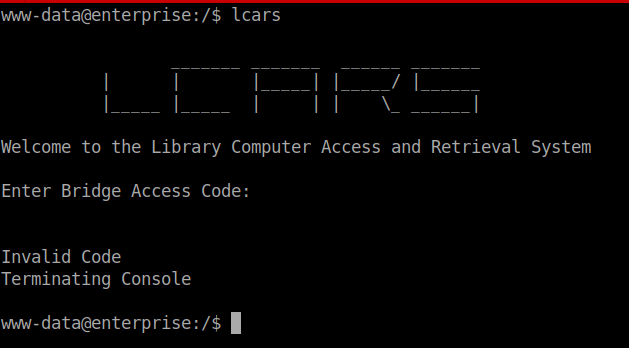 www-data@enterprise:/$ lcars
LCARS
Welcome to the Library Computer Access and Retrieval System
Enter Bridge Access Code:
Invalid Code
Terminating Console
www-data@enterprise:/$